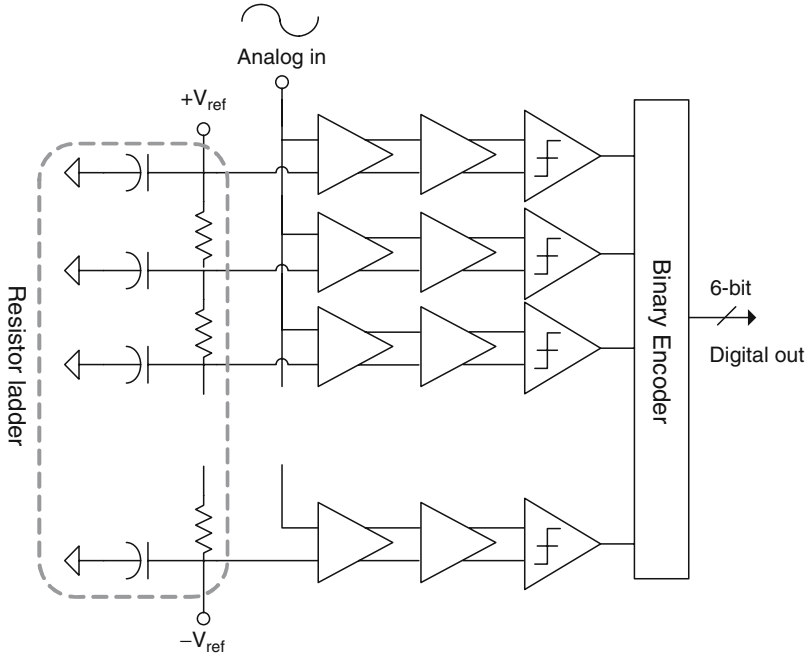 Analog in
+Vref
Resistor ladder
Binary Encoder
6-bit
Digital out
−Vref